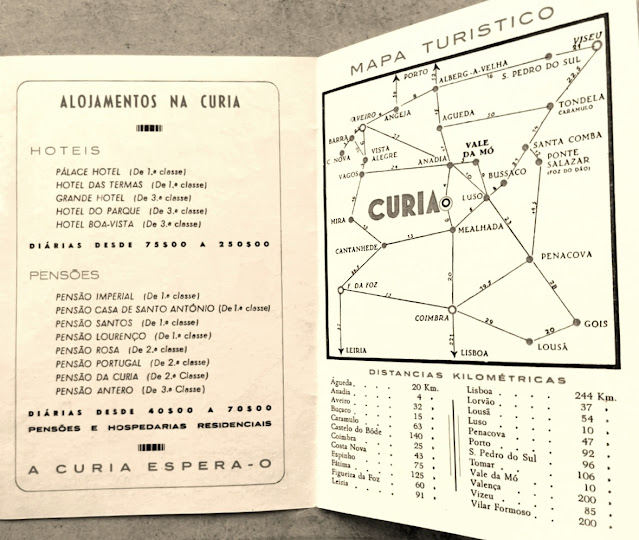 ALOJAMENTOS NA CURIA
HOTEIS
PÁLACE HOTEL (De 1.ª classe)
HOTEL DAS TERMAS (De 1.ª classe)
GRANDE HOTEL (De 3.ª classe)
HOTEL DO PARQUE (De 3.ª classe)
HOTEL BOA-VISTA (De 3.ª classe)
DIÁRIAS DESDE 75$00 A 250$00
PENSÕES
PENSÃO IMPERIAL (De 1.ª classe)
PENSÃO CASA DE SANTO ANTÓNIO (De 1.ª classe)
PENSÃO SANTOS (De 1.ª classe)
PENSÃO LOURENÇO (De 1.ª classe)
PENSÃO ROSA (De 2.ª classe)
PENSÃO PORTUGAL (De 2.ª classe)
PENSÃO DA CURIA (De 2.ª Classe)
PENSÃO ANTERO (De 3.ª Classe)
DIÁRIAS DESDE 40$00 A 70$00
PENSÕES E HOSPEDARIAS RESIDENCIAIS
A CURIA ESPERA-O
MAPA TURISTICO
VISEU
PORTO
ALBERG-A-VELHA
S. PEDRO DO SUL
ANGEJA
AVEIRO
TONDELA
CARAMULO
AGUEDA
BARRA
C. NOVA
VISTA ALEGRE
VAGOS
ANADIA
VALE DA MÓ
SANTA COMBA
PONTE SALAZAR
(FOZ DO DÃO)
BUSSACO
LUSO
CURIA
MIRA
CANTANHEDE
MEALHADA
PENACOVA
F. DA FOZ
COIMBRA
GOIS
LOUSÃ
LEIRIA
LISBOA
DISTANCIAS KILOMÉTRICAS
Águeda . . . . 20 Km.
Anadia . . . . 4 »
Aveiro . . . . 32 »
Buçaco . . . . 15 »
Caramulo . . . . 63 »
Castelo do Bóde . . 140 »
Coimbra . . . . 25 »
Costa Nova . . . 43 »
Espinho . . . . 75 »
Fátima . . . . 125 »
Figueira da Foz . . 60 »
Leiria . . . . 91 »
Lisboa . . . . 244 Km.
Lorvão . . . . 37 »
Lousã . . . . 54 »
Luso . . . . 10 »
Penacova . . . . 47 »
Porto . . . . 92 »
S. Pedro do Sul . . 96 »
Tomar . . . . 106 »
Vale da Mó . . . 10 »
Valença . . . . 200 »
Vizeu . . . . 85 »
Vilar Formoso . . 200 »